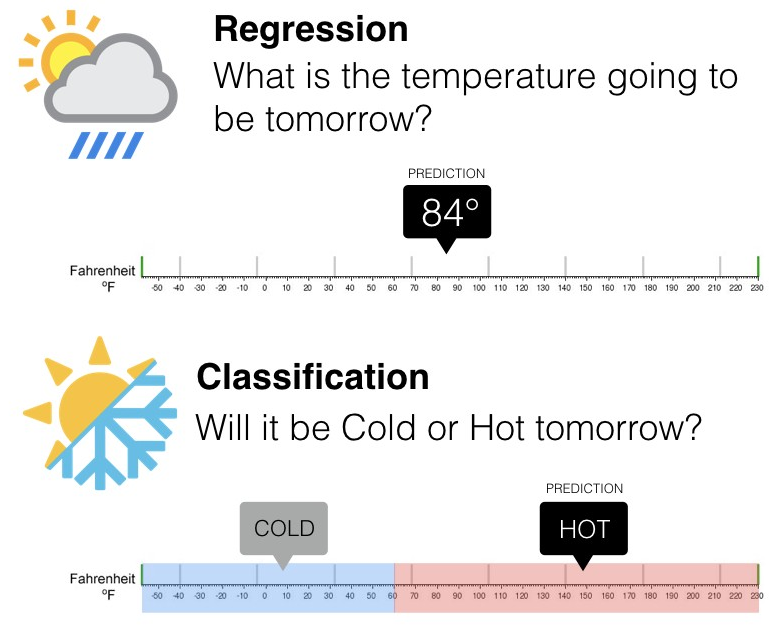 Regression
What is the temperature going to
be tomorrow?
PREDICTION
84°
Fahrenheit
°F
-50 -40 -30 -20 -10 0 10 20 30 40 50 60 70 80 90 100 110 120 130 140 150 160 170 180 190 200 210 220 230
Classification
Will it be Cold or Hot tomorrow?
PREDICTION
COLD HOT
Fahrenheit
°F
-50 -40 -30 -20 -10 0 10 20 30 40 50 60 70 80 90 100 110 120 130 140 150 160 170 180 190 200 210 220 230